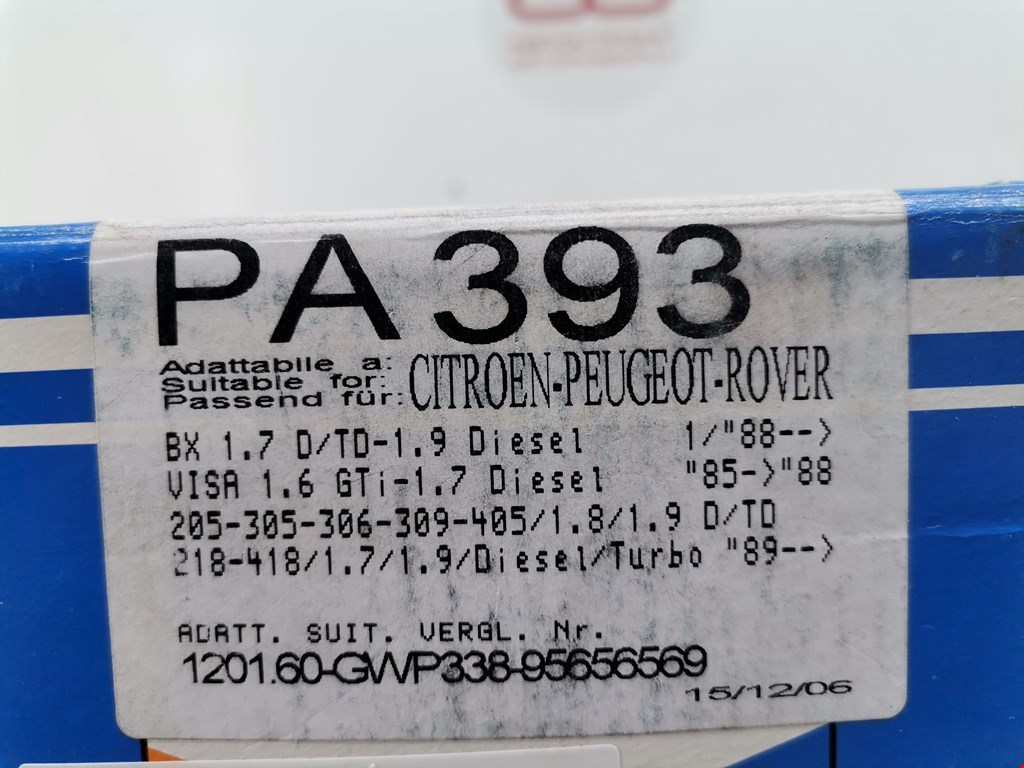 PA 393
Adattabile a:
Suitable for:
Passend für:
CITROEN-PEUGEOT-ROVER
BX 1.7 D/TD-1.9 Diesel 1/"88-->
VISA 1.6 GTi-1.7 Diesel "85->"88
205-305-306-309-405/1.8/1.9 D/TD
218-418/1.7/1.9/Diesel/Turbo "89-->
ADATT. SUIT. VERGL. Nr.
1201.60-GWP338-95656569
15/12/06